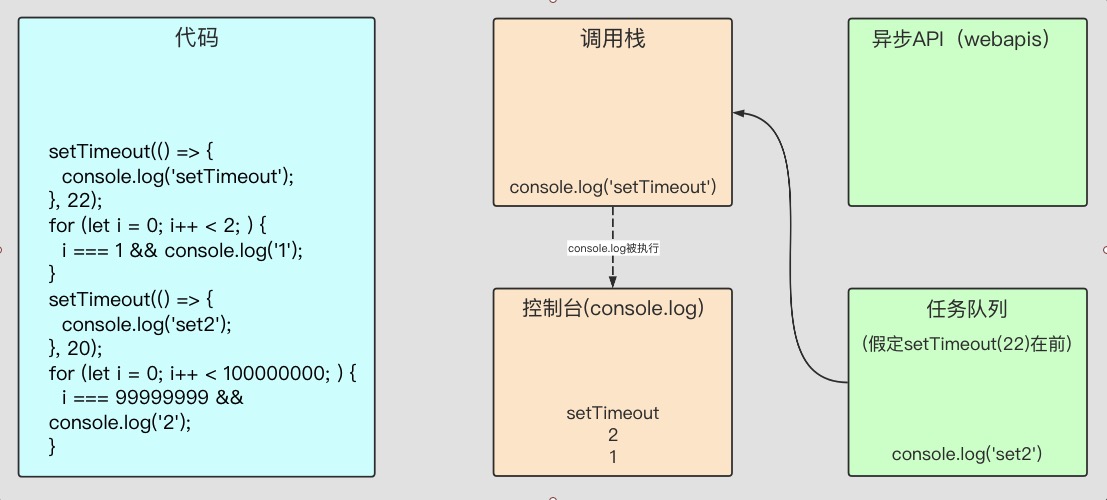 代码
setTimeout(() => {
console.log('setTimeout');
}, 22);
for (let i = 0; i++ < 2; ) {
i === 1 && console.log('1');
}
setTimeout(() => {
console.log('set2');
}, 20);
for (let i = 0; i++ < 100000000; ) {
i === 99999999 &&
console.log('2');
}
调用栈
console.log('setTimeout')
console.log被执行
控制台(console.log)
setTimeout
2
1
异步API（webapis）
任务队列
（假定setTimeout(22)在前）
console.log('set2')